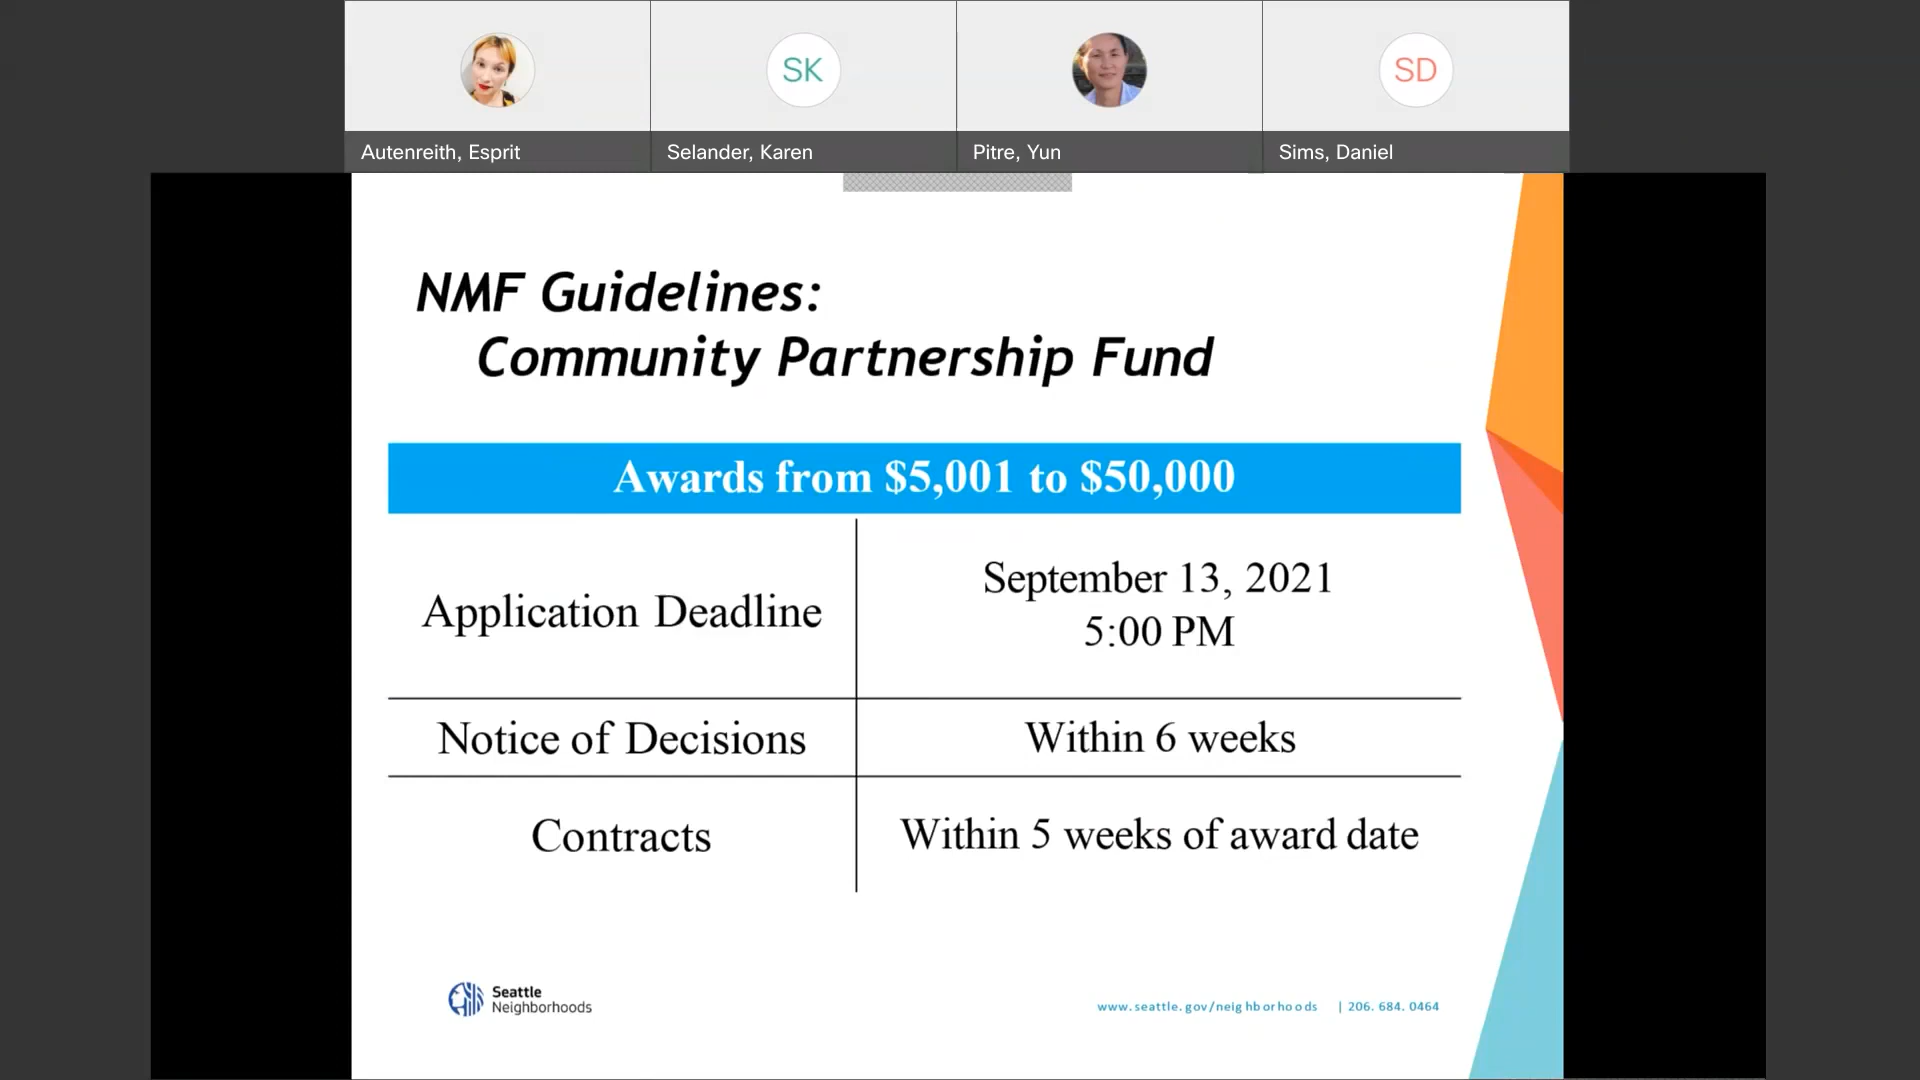 SK
SD
Autenreith, Esprit
Selander, Karen
Pitre, Yun
Sims, Daniel
NMF Guidelines:
Community Partnership Fund
Awards from $5,001 to $50,000
Application Deadline
September 13, 2021
5:00 PM
Notice of Decisions
Within 6 weeks
Contracts
Within 5 weeks of award date
Seattle
Neighborhoods
www.seattle.gov/neighborhoods | 206. 684. 0464